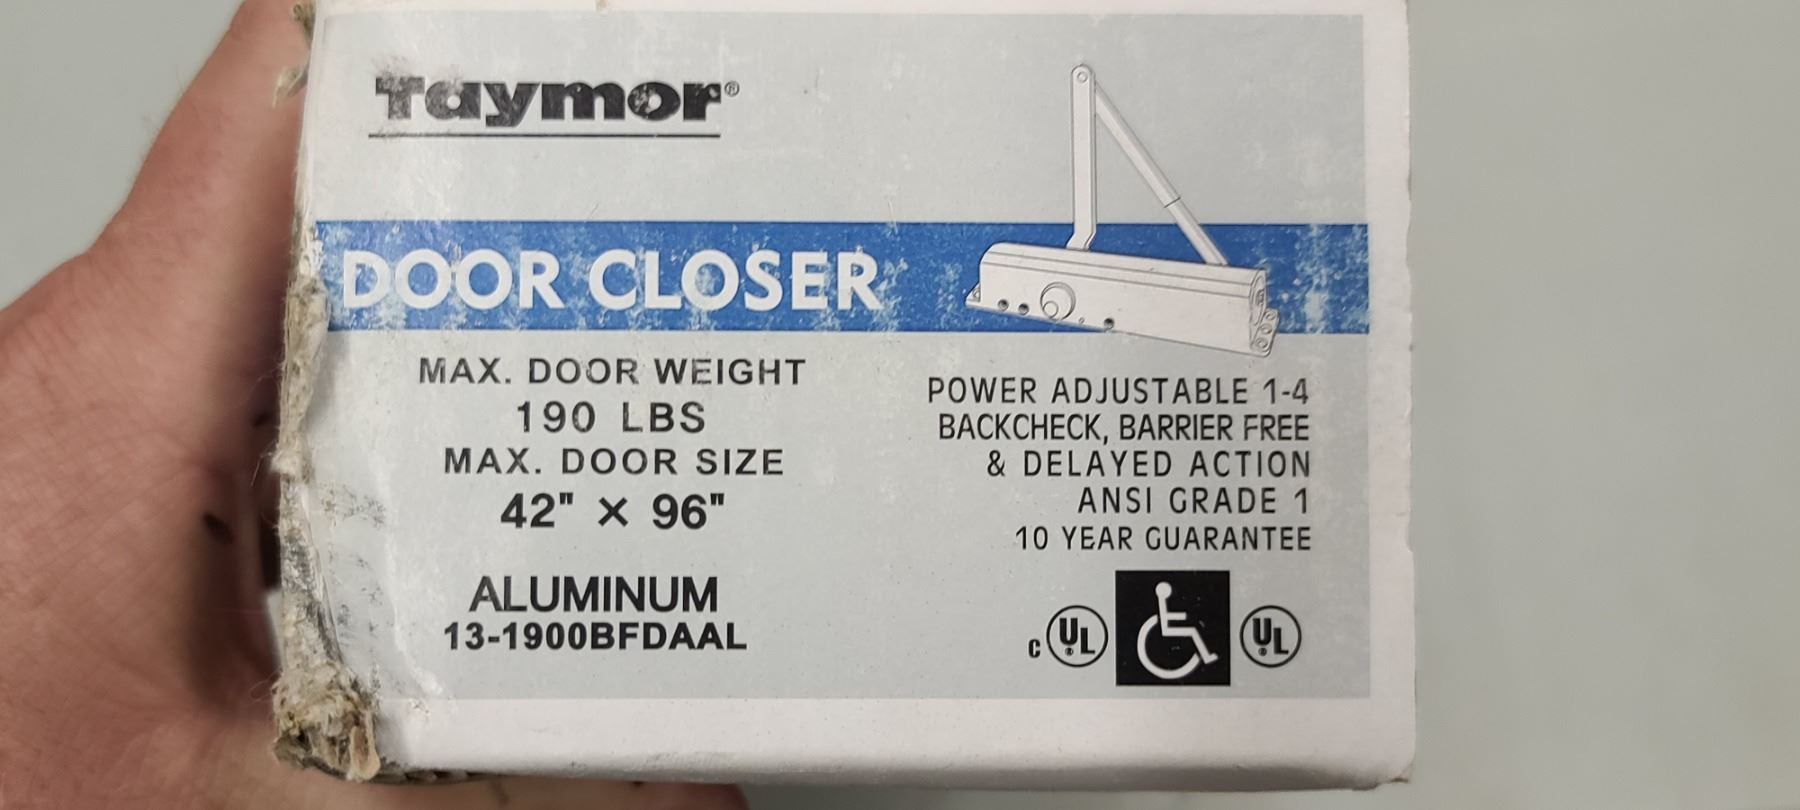 Taymor®
DOOR CLOSER
MAX. DOOR WEIGHT
190 LBS
MAX. DOOR SIZE
42" × 96"
ALUMINUM
13-1900BFDAAL
POWER ADJUSTABLE 1-4
BACKCHECK, BARRIER FREE
& DELAYED ACTION
ANSI GRADE 1
10 YEAR GUARANTEE
c UL® UL®